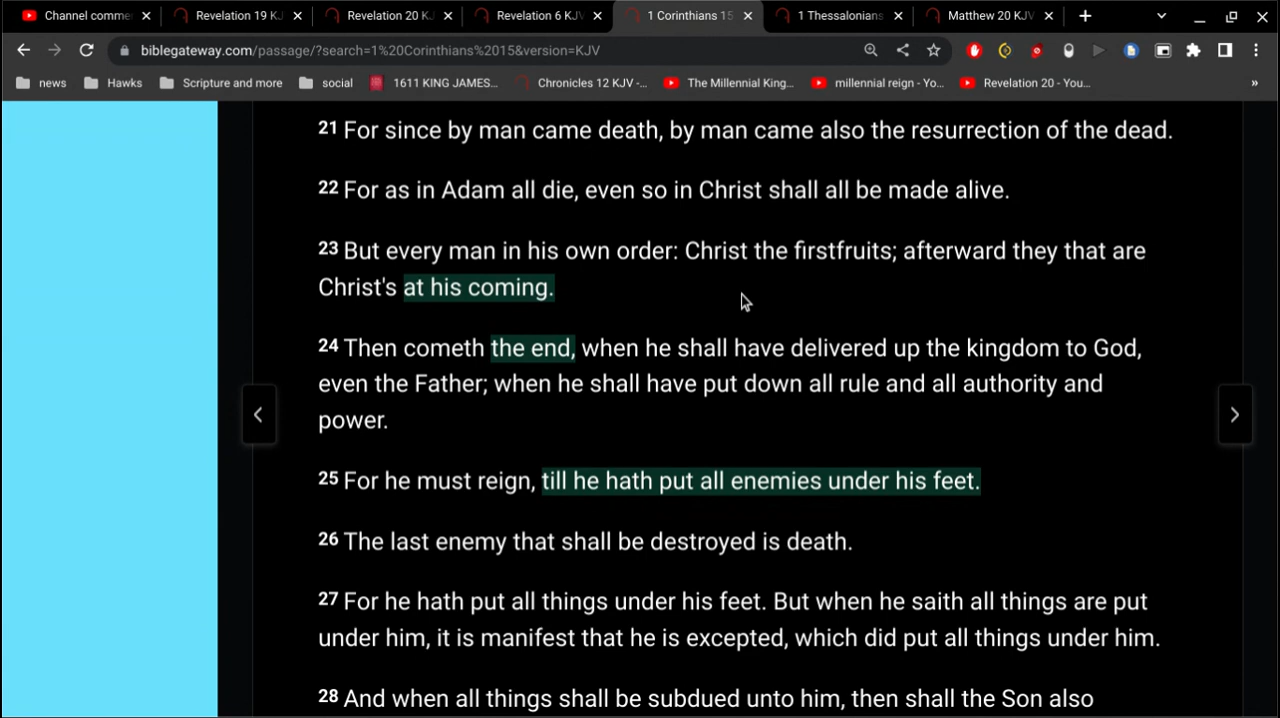 Channel comme
Revelation 19 KJ
Revelation 20 KJ
Revelation 6 KJV
1 Corinthians 15
1 Thessalonians
Matthew 20 KJV
biblegateway.com/passage/?search=1%20Corinthians%2015&version=KJV
news
Hawks
Scripture and more
social
1611 KING JAMES...
Chronicles 12 KJV -...
The Millennial King...
millennial reign - Yo...
Revelation 20 - You...
»
21 For since by man came death, by man came also the resurrection of the dead.
22 For as in Adam all die, even so in Christ shall all be made alive.
23 But every man in his own order: Christ the firstfruits; afterward they that are
Christ's at his coming.
24 Then cometh the end, when he shall have delivered up the kingdom to God,
even the Father; when he shall have put down all rule and all authority and
power.
25 For he must reign, till he hath put all enemies under his feet.
26 The last enemy that shall be destroyed is death.
27 For he hath put all things under his feet. But when he saith all things are put
under him, it is manifest that he is excepted, which did put all things under him.
28 And when all things shall be subdued unto him, then shall the Son also